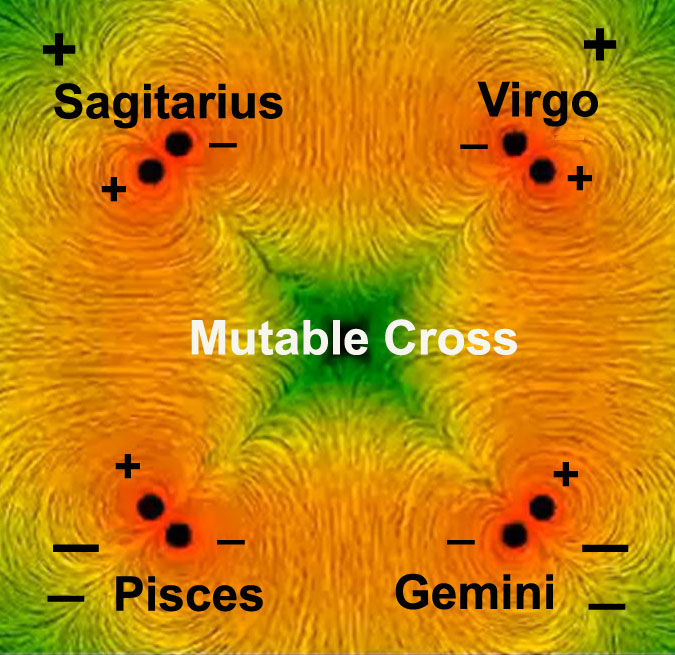 + +
Sagitarius Virgo
– –
+ +
Mutable Cross
+ +
— – – —
Pisces Gemini
– –